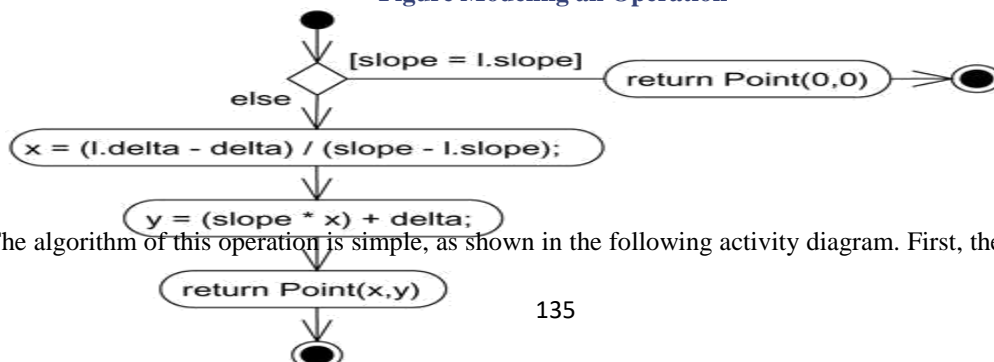 Figure Modeling an Operation
[slope = l.slope]
return Point(0,0)
else
x = (l.delta - delta) / (slope - l.slope);
y = (slope * x) + delta;
he algorithm of this operation is simple, as shown in the following activity diagram. First, the
return Point(x,y)
135